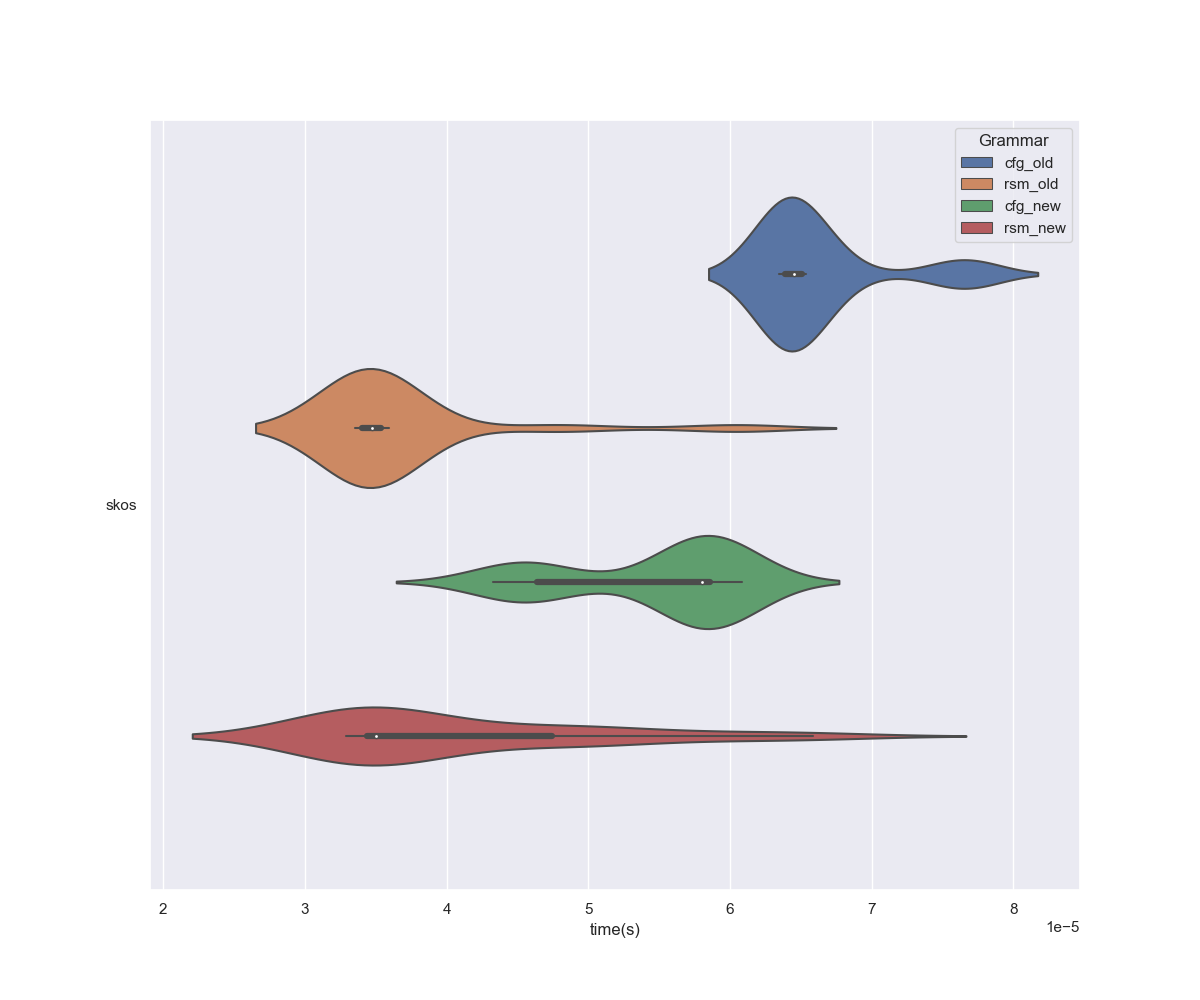 Grammar
cfg_old
rsm_old
cfg_new
rsm_new
skos
2 3 4 5 6 7 8
time(s)
1e−5